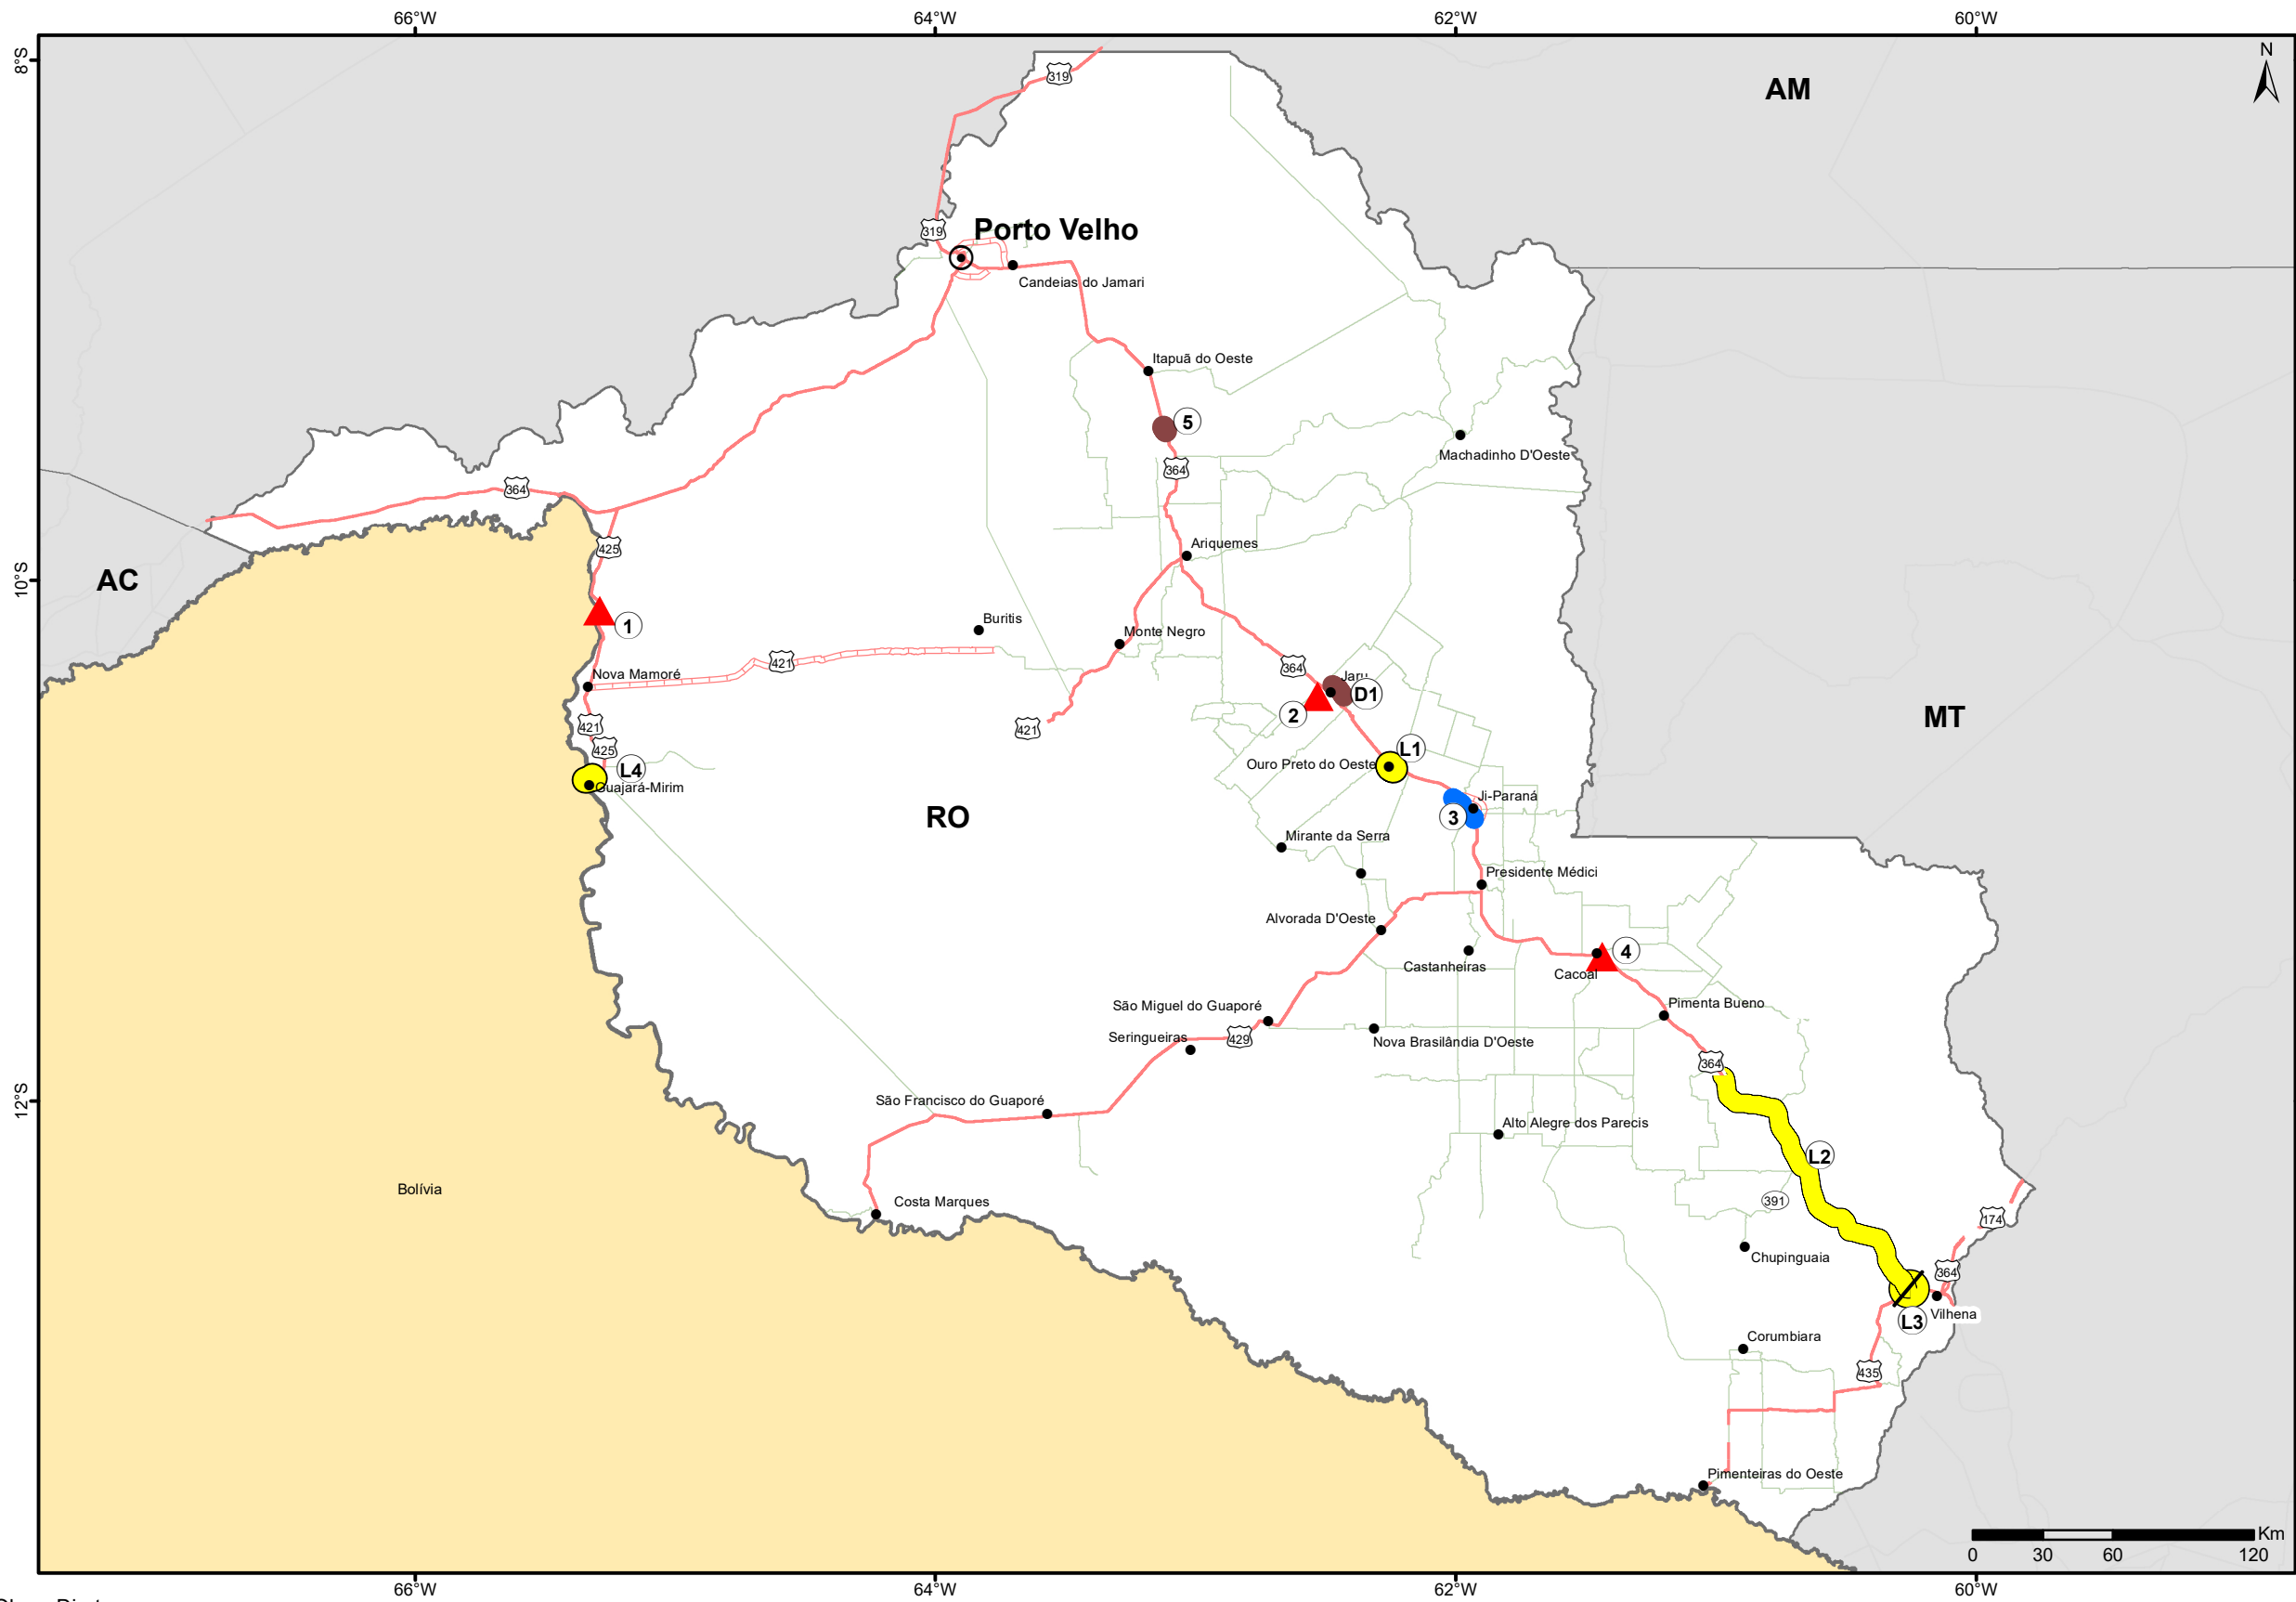 66°W
64°W
62°W
60°W
8°S
N
319
AM
319
Porto Velho
Candeias do Jamari
Itapuã do Oeste
5
Machadinho D'Oeste
364
364
Ariquemes
425
AC
10°S
1
Buritis
Monte Negro
421
364
Nova Mamoré
Jaru
D1
2
421
421
MT
425
L1
L4
Ouro Preto do Oeste
Guajará-Mirim
Ji-Paraná
3
RO
Mirante da Serra
Presidente Médici
Alvorada D'Oeste
4
Castanheiras
Cacoal
São Miguel do Guaporé
Pimenta Bueno
Seringueiras
429
Nova Brasilândia D'Oeste
364
12°S
São Francisco do Guaporé
Alto Alegre dos Parecis
L2
Bolívia
Costa Marques
391
174
Chupinguaia
364
L3
Vilhena
Corumbiara
435
Pimenteiras do Oeste
Km
0
30
60
120
66°W
64°W
62°W
60°W